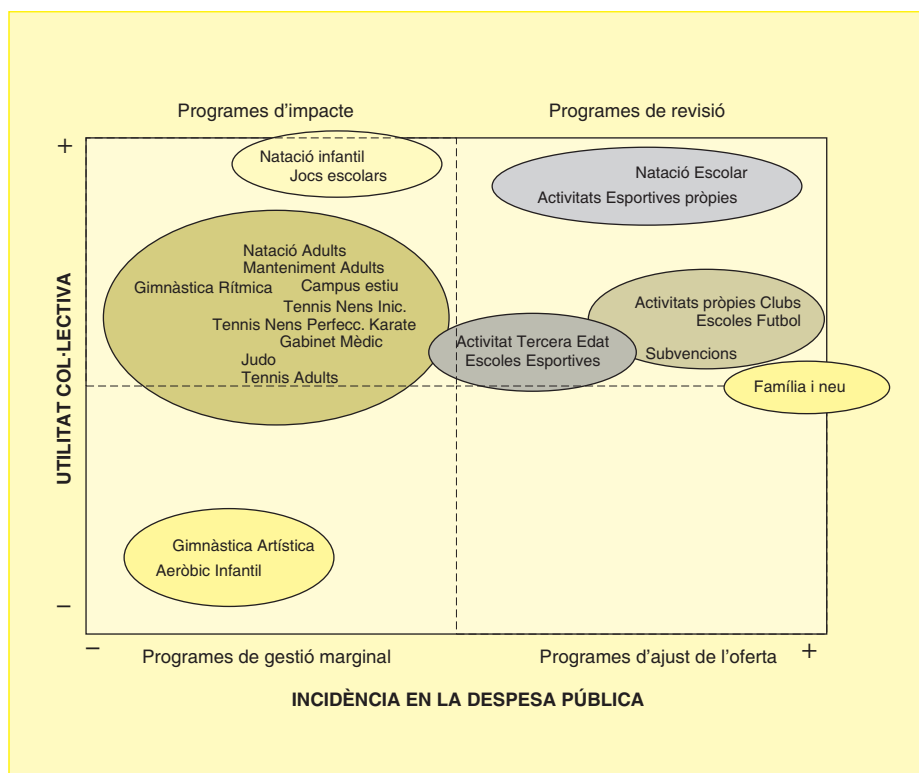 Programes d'impacte
Programes de revisió
+
Natació infantil
Jocs escolars
Natació Escolar
Activitats Esportives pròpies
Natació Adults
Manteniment Adults
Gimnàstica Rítmica
Campus estiu
Tennis Nens Inic.
Tennis Nens Perfecc. Karate
Gabinet Mèdic
Judo
Tennis Adults
Activitat Tercera Edat
Escoles Esportives
Activitats pròpies Clubs
Escoles Futbol
Subvencions
Família i neu
UTILITAT COL·LECTIVA
Gimnàstica Artística
Aeròbic Infantil
–
–
Programes de gestió marginal
Programes d'ajust de l'oferta
+
INCIDÈNCIA EN LA DESPESA PÚBLICA